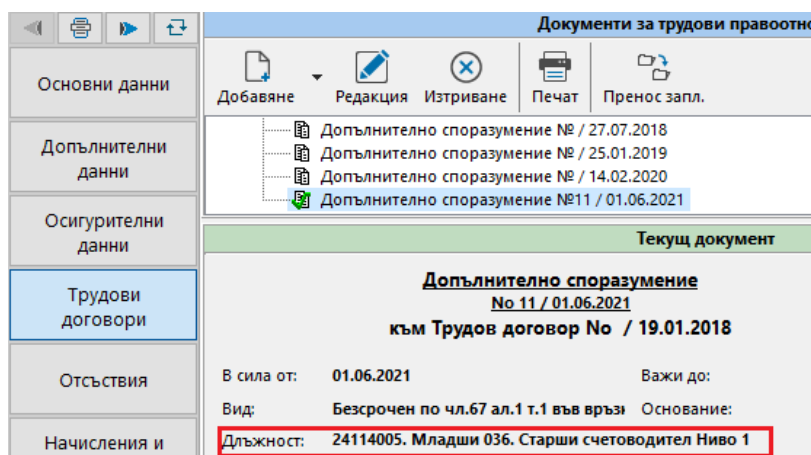 Документи за трудови правоотно
Добавяне Редакция Изтриване Печат Пренос запл.
Основни данни
Допълнителни
данни
Осигурителни
данни
Трудови
договори
Отсъствия
Начисления и
Допълнително споразумение № / 27.07.2018
Допълнително споразумение № / 25.01.2019
Допълнително споразумение № / 14.02.2020
Допълнително споразумение №11 / 01.06.2021
Текущ документ
Допълнително споразумение
No 11 / 01.06.2021
към Трудов договор No / 19.01.2018
В сила от: 01.06.2021 Важи до:
Вид: Безсрочен по чл.67 ал.1 т.1 във връзк Основание:
Длъжност: 24114005. Младши 036. Старши счетоводител Ниво 1